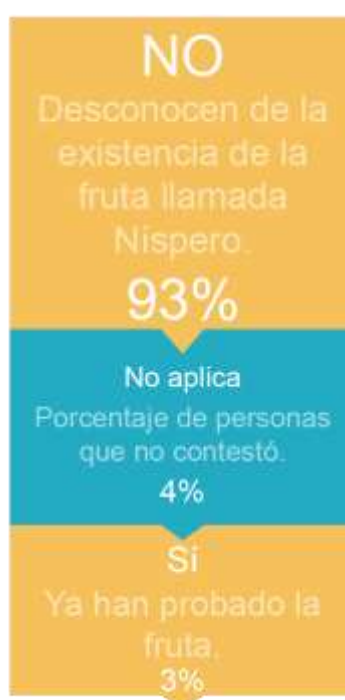 NO
Desconocen de la
existencia de la
fruta llamada
Níspero.
93%
No aplica
Porcentaje de personas
que no contestó.
4%
Si
Ya han probado la
fruta.
3%